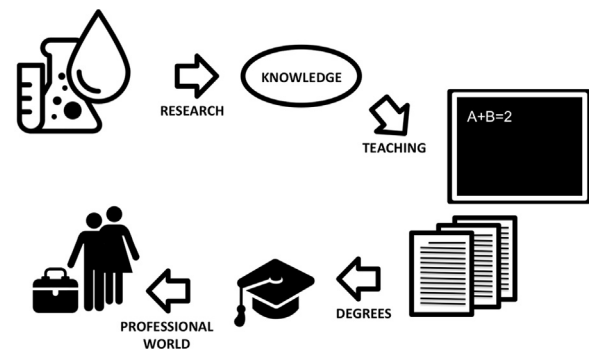 KNOWLEDGE
RESEARCH
A+B=2
TEACHING
DEGREES
PROFESSIONAL
WORLD